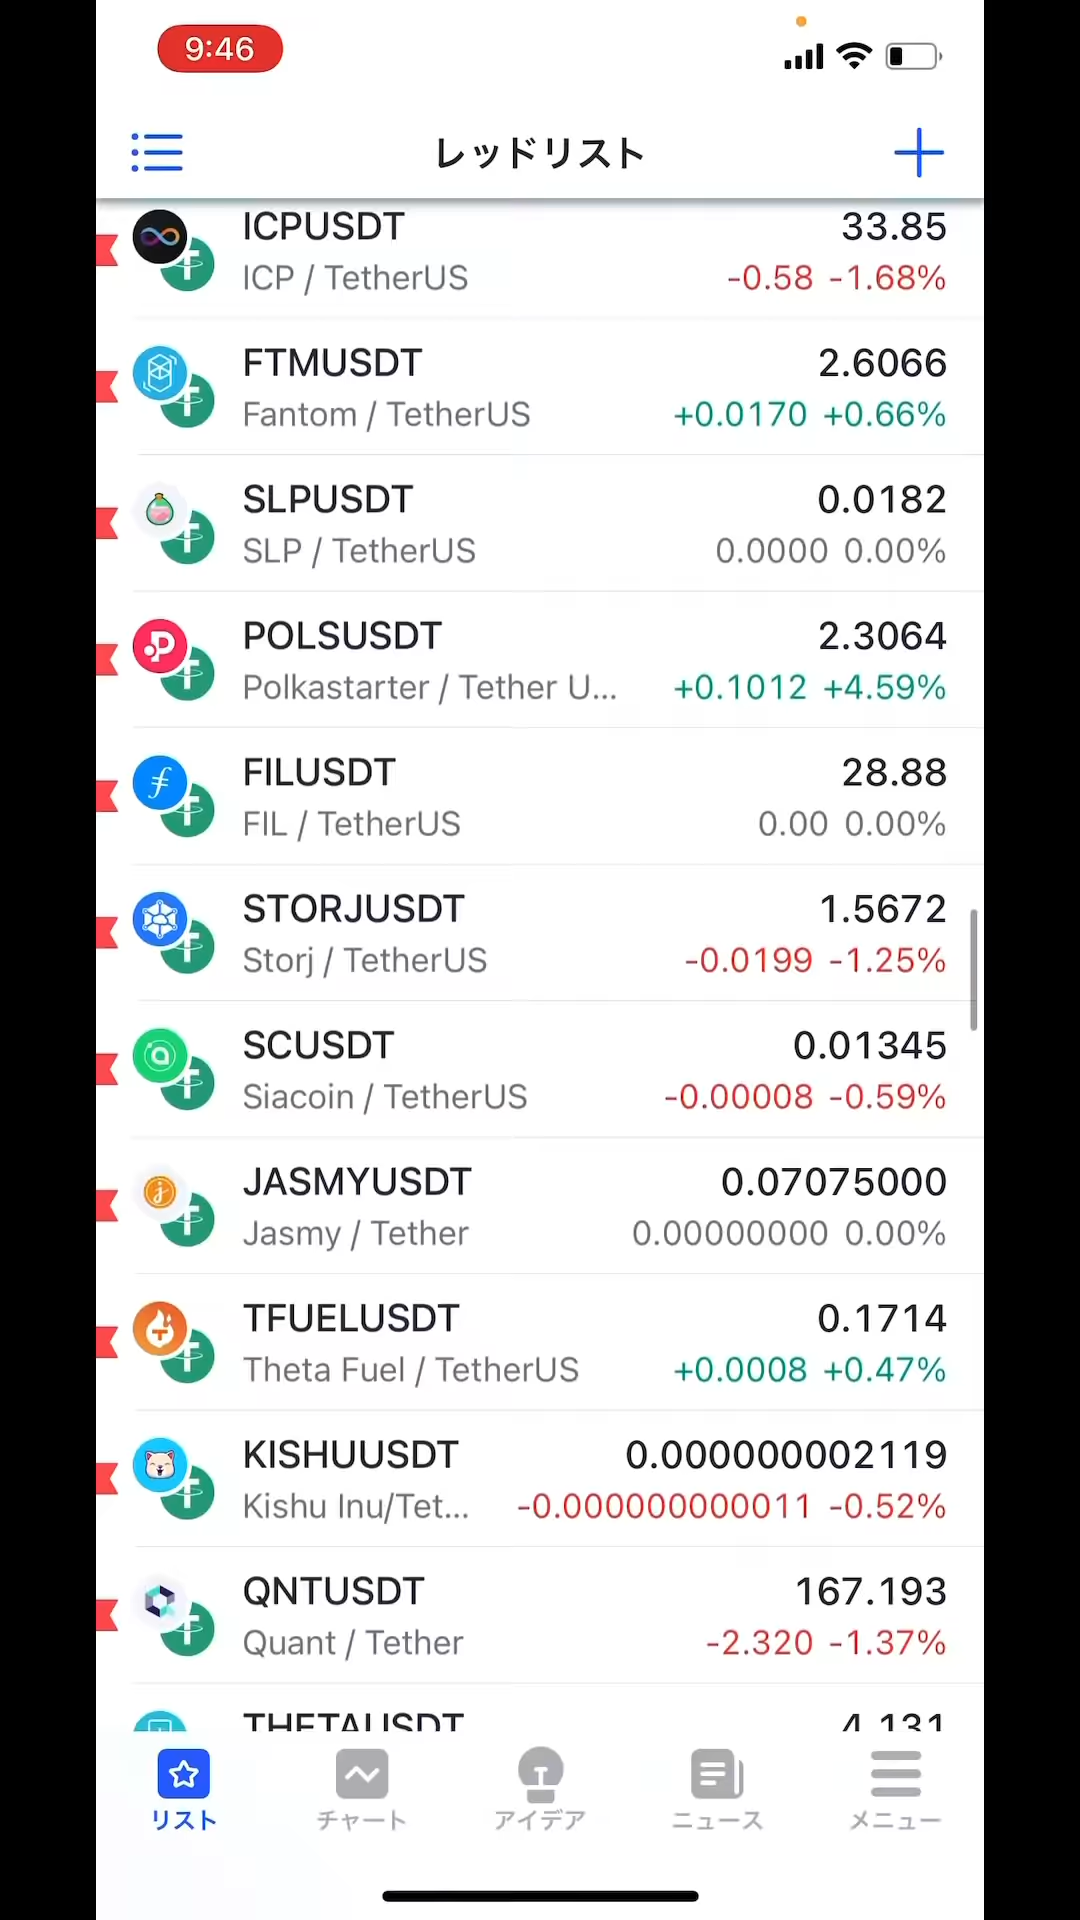 9:46
レッドリスト
ICPUSDT 33.85
ICP / TetherUS -0.58 -1.68%
FTMUSDT 2.6066
Fantom / TetherUS +0.0170 +0.66%
SLPUSDT 0.0182
SLP / TetherUS 0.0000 0.00%
POLSUSDT 2.3064
Polkastarter / Tether U... +0.1012 +4.59%
FILUSDT 28.88
FIL / TetherUS 0.00 0.00%
STORJUSDT 1.5672
Storj / TetherUS -0.0199 -1.25%
SCUSDT 0.01345
Siacoin / TetherUS -0.00008 -0.59%
JASMYUSDT 0.07075000
Jasmy / Tether 0.00000000 0.00%
TFUELUSDT 0.1714
Theta Fuel / TetherUS +0.0008 +0.47%
KISHUUSDT 0.000000002119
Kishu Inu/Tet... -0.000000000011 -0.52%
QNTUSDT 167.193
Quant / Tether -2.320 -1.37%
THETAUSDT 4.131
リスト チャート アイデア ニュース メニュー